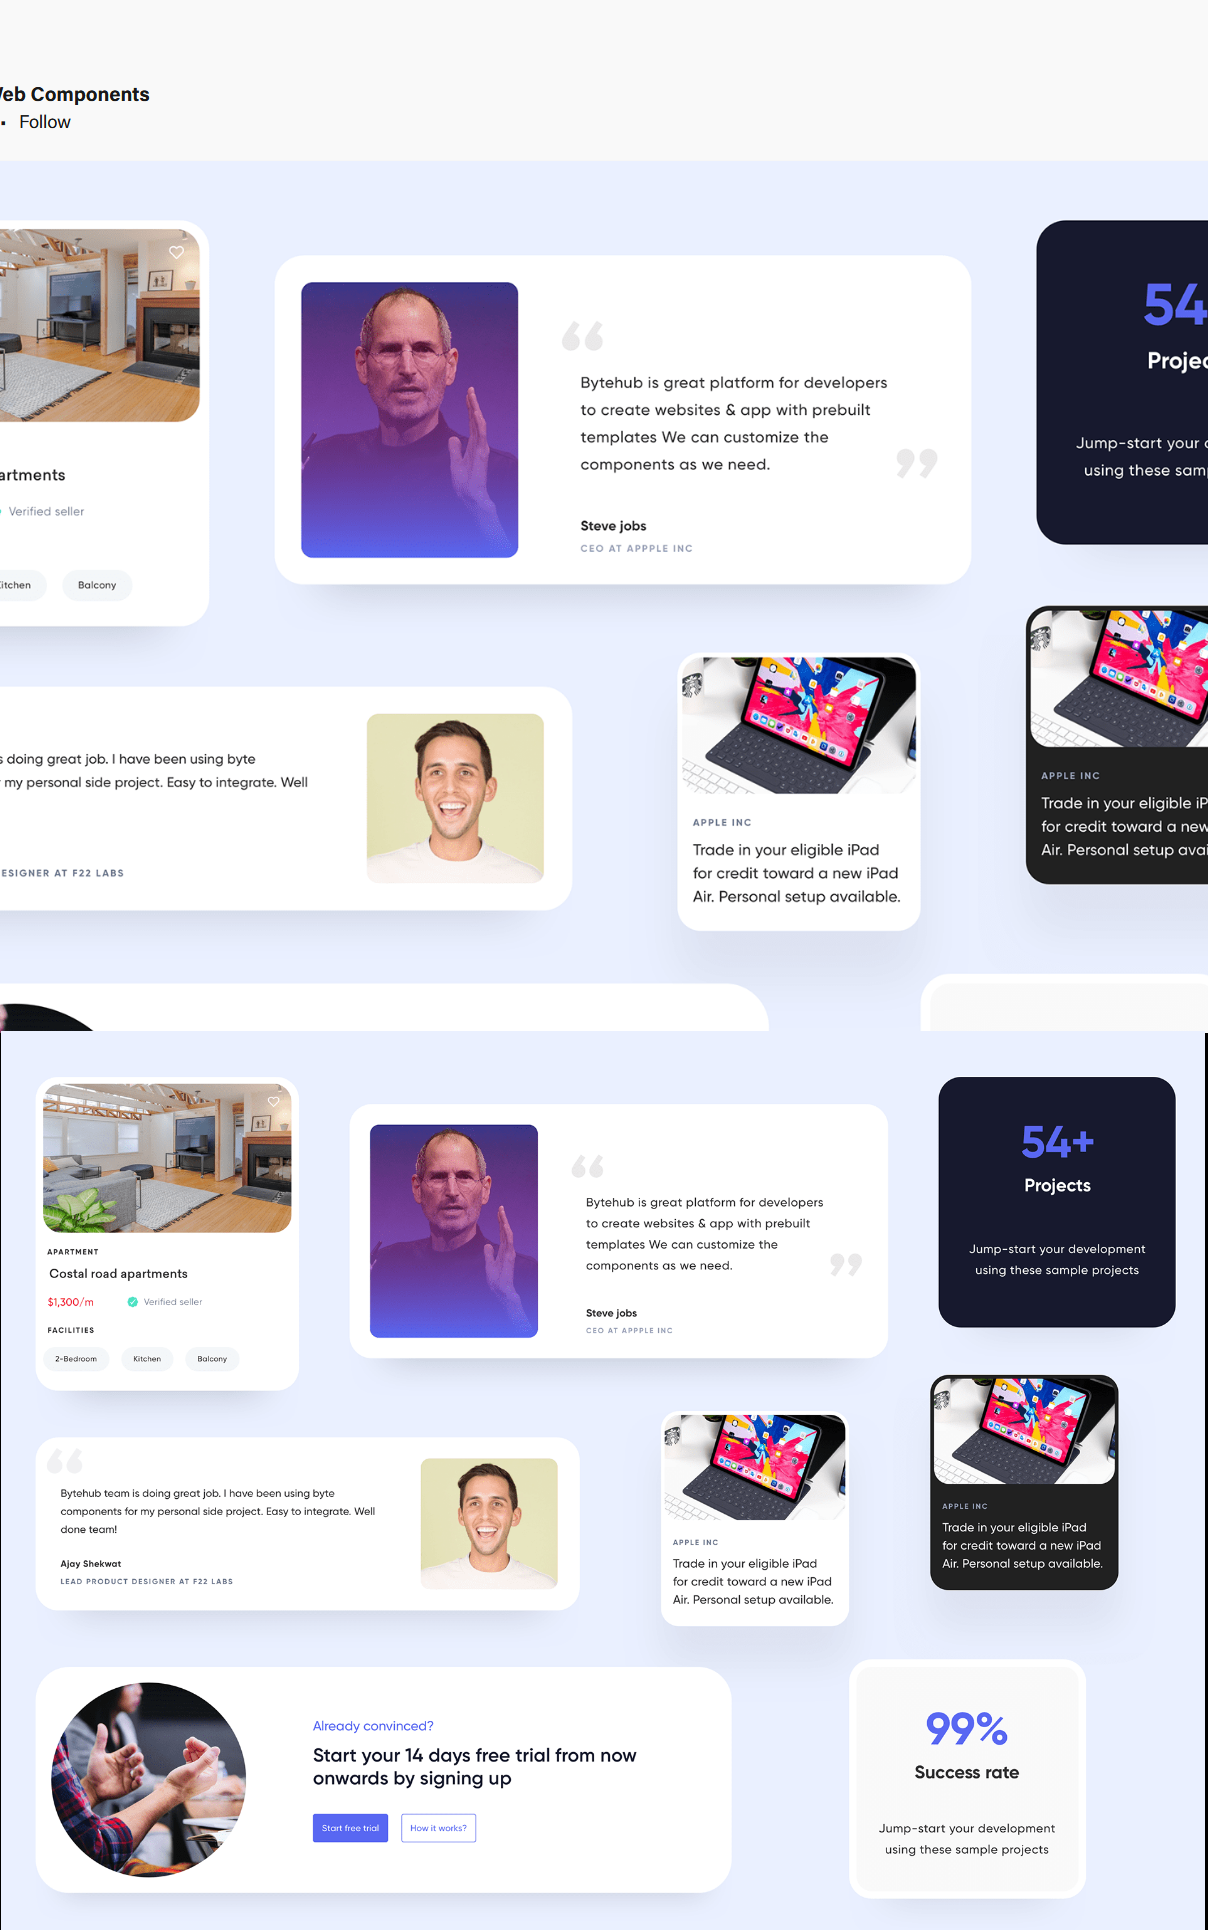 Web Components
Follow
54
Bytehub is great platform for developers
to create websites & app with prebuilt
templates We can customize the
components as we need.
Steve jobs
CEO AT APPPLE INC
Jump-start your
using these
Verified seller
Kitchen
Balcony
doing great job. I have been using byte
my personal side project. Easy to integrate. Well
AT F22 LABS
APPLE INC
Trade in your eligible iPad
for credit toward a new iPad
Air. Personal setup available.
APPLE INC
Trade in your eligible
for credit toward a new
Air. Personal setup
APARTMENT
Costal road apartments
$1,300/m
Verified seller
FACILITIES
2-Bedroom
Kitchen
Balcony
Bytehub is great platform for developers
to create websites & app with prebuilt
templates We can customize the
components as we need.
Steve jobs
CEO AT APPPLE INC
54+
Projects
Jump-start your development
using these sample projects
Bytehub team is doing great job. I have been using byte
components for my personal side project. Easy to integrate. Well
done team!
Ajay Shekwat
LEAD PRODUCT DESIGNER AT F22 LABS
APPLE INC
Trade in your eligible iPad
for credit toward a new iPad
Air. Personal setup available.
APPLE INC
Trade in your eligible iPad
for credit toward a new iPad
Air. Personal setup available.
Already convinced?
Start your 14 days free trial from now
onwards by signing up
Start free trial
How it works?
99%
Success rate
Jump-start your development
using these sample projects